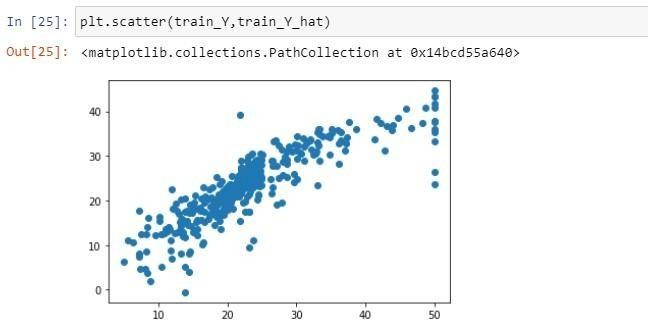 In [25]: plt.scatter(train_Y,train_Y_hat)
Out[25]: <matplotlib.collections.PathCollection at 0x14bcd55a640>
40
30
20
10
0
10 20 30 40 50